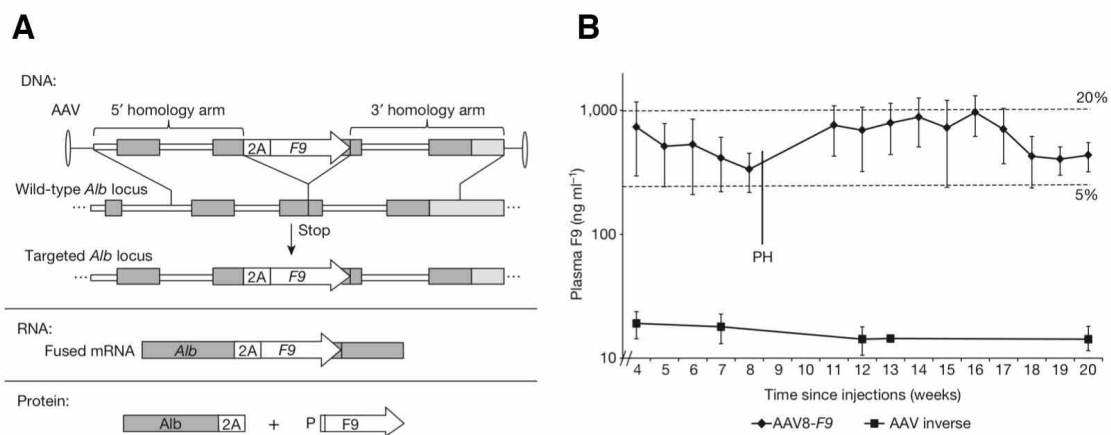 A
DNA:
AAV
5′ homology arm
3′ homology arm
2A F9
Wild-type Alb locus
Stop
Targeted Alb locus
2A F9
RNA:
Fused mRNA
Alb 2A F9
Protein:
Alb 2A + P F9
B
Plasma F9 (ng ml⁻¹)
1,000
100
10
20%
5%
PH
4 5 6 7 8 9 10 11 12 13 14 15 16 17 18 19 20
Time since injections (weeks)
AAV8-F9 AAV inverse